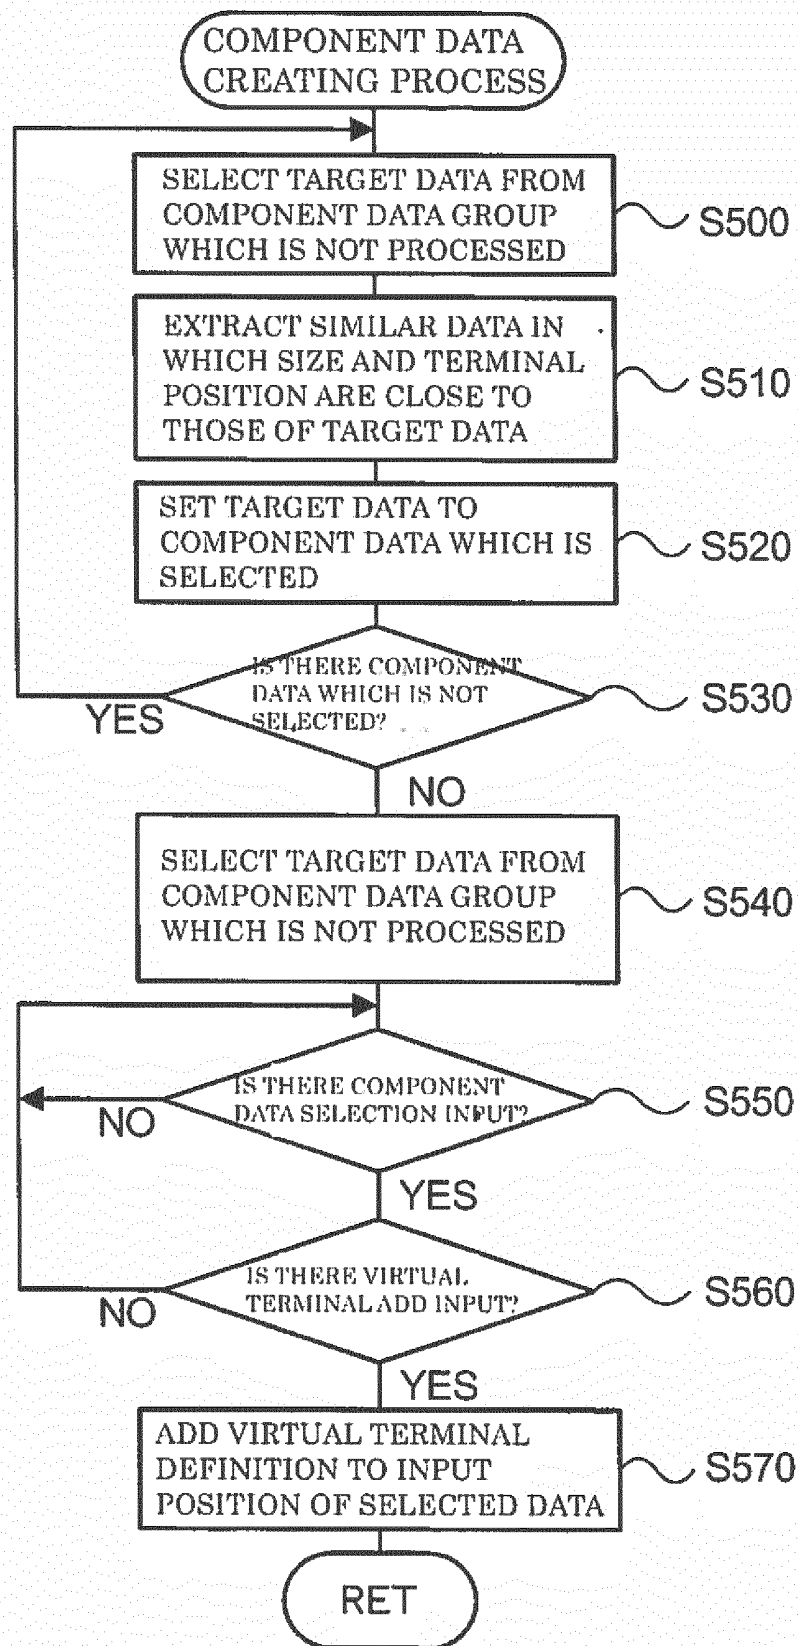 COMPONENT DATA
CREATING PROCESS
SELECT TARGET DATA FROM
COMPONENT DATA GROUP
WHICH IS NOT PROCESSED
S500
EXTRACT SIMILAR DATA IN
WHICH SIZE AND TERMINAL
POSITION ARE CLOSE TO
THOSE OF TARGET DATA
S510
SET TARGET DATA TO
COMPONENT DATA WHICH IS
SELECTED
S520
IS THERE COMPONENT
DATA WHICH IS NOT
SELECTED?
S530
YES
NO
SELECT TARGET DATA FROM
COMPONENT DATA GROUP
WHICH IS NOT PROCESSED
S540
IS THERE COMPONENT
DATA SELECTION INPUT?
S550
NO
YES
IS THERE VIRTUAL
TERMINAL ADD INPUT?
S560
NO
YES
ADD VIRTUAL TERMINAL
DEFINITION TO INPUT
POSITION OF SELECTED DATA
S570
RET